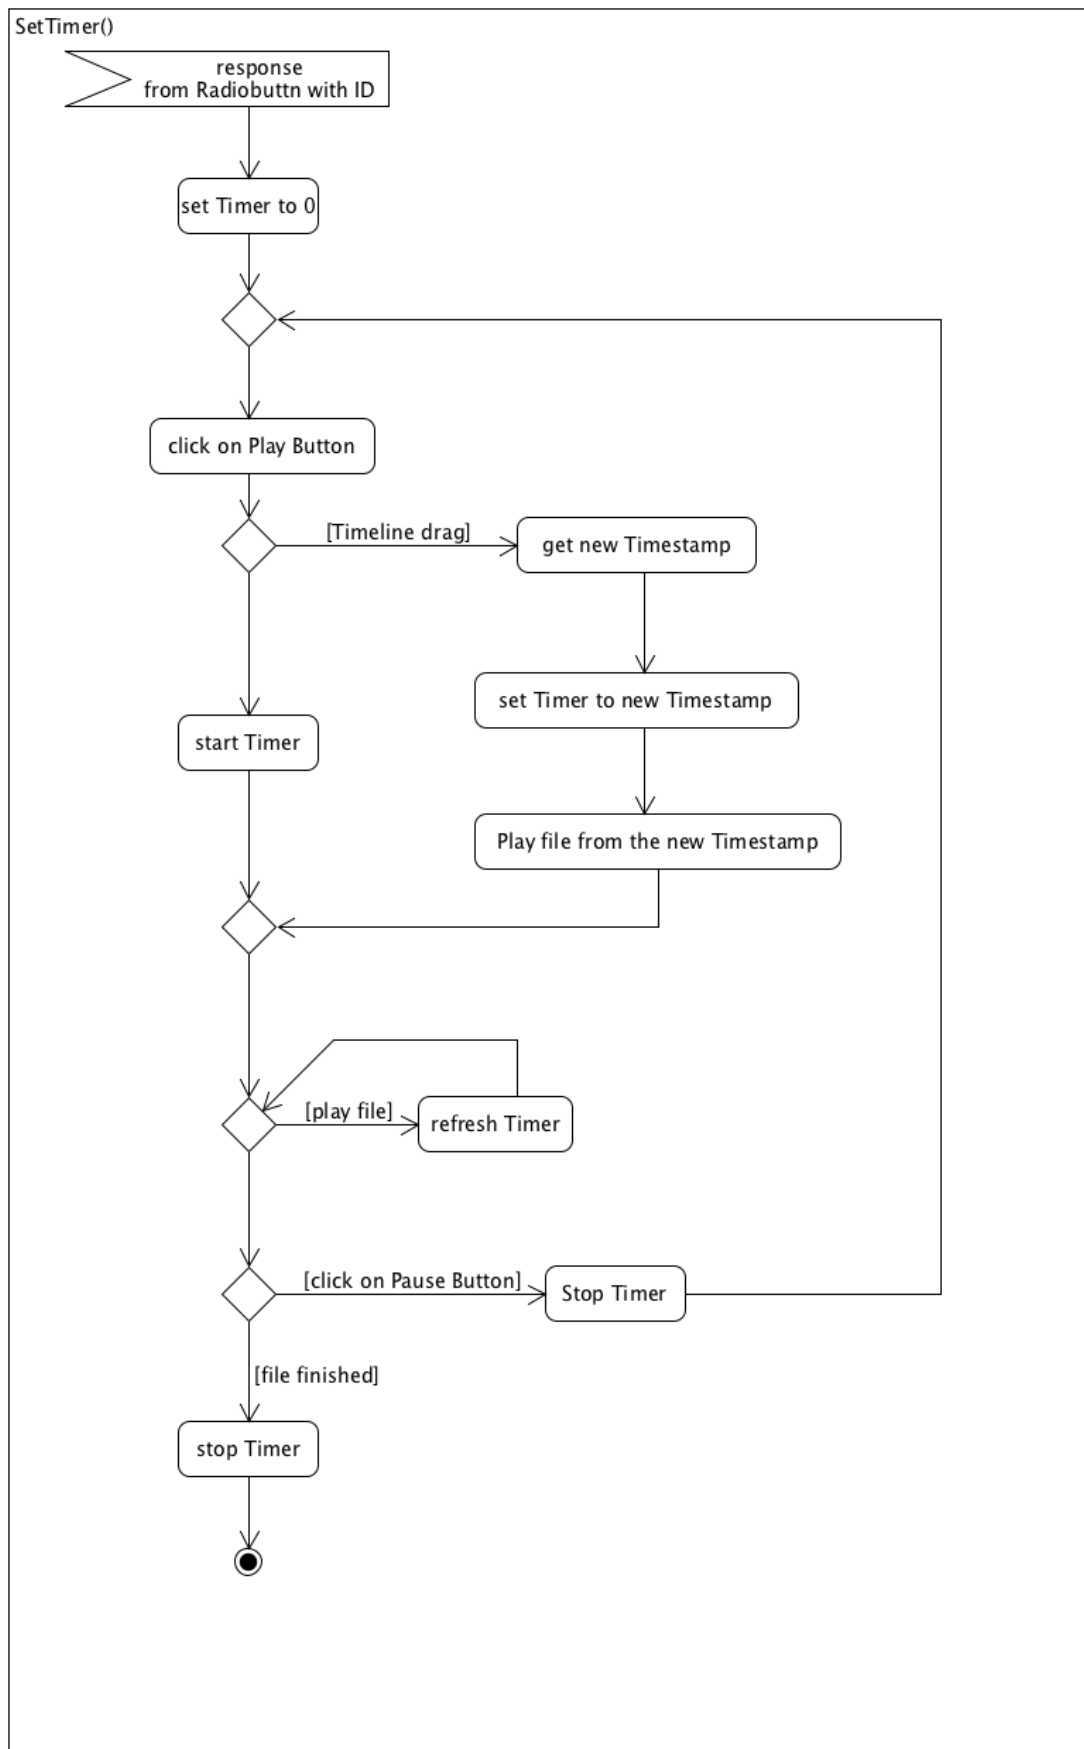 SetTimer()
response
from Radiobuttn with ID
set Timer to 0
click on Play Button
[Timeline drag]
get new Timestamp
set Timer to new Timestamp
start Timer
Play file from the new Timestamp
[play file]
refresh Timer
[click on Pause Button]
Stop Timer
[file finished]
stop Timer